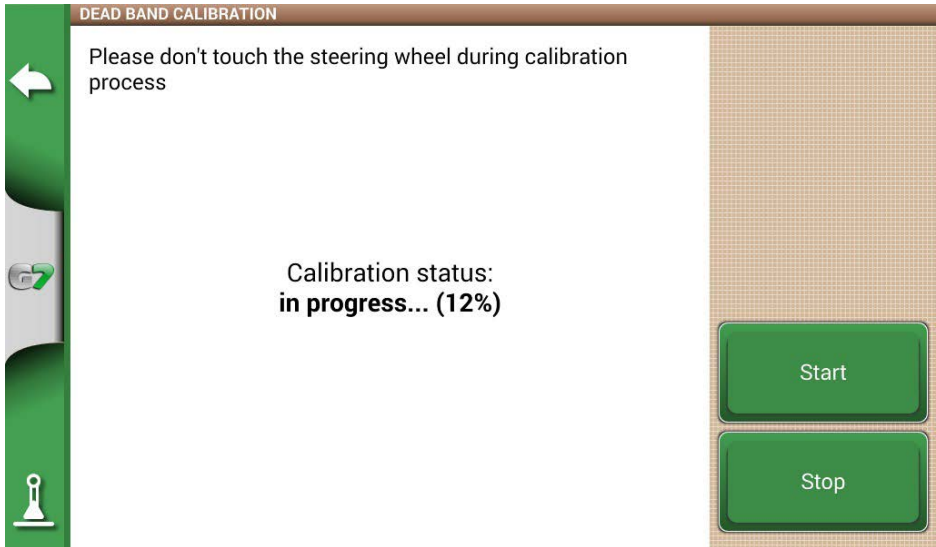 DEAD BAND CALIBRATION
Please don't touch the steering wheel during calibration
process
G7
Calibration status:
in progress... (12%)
Start
Stop